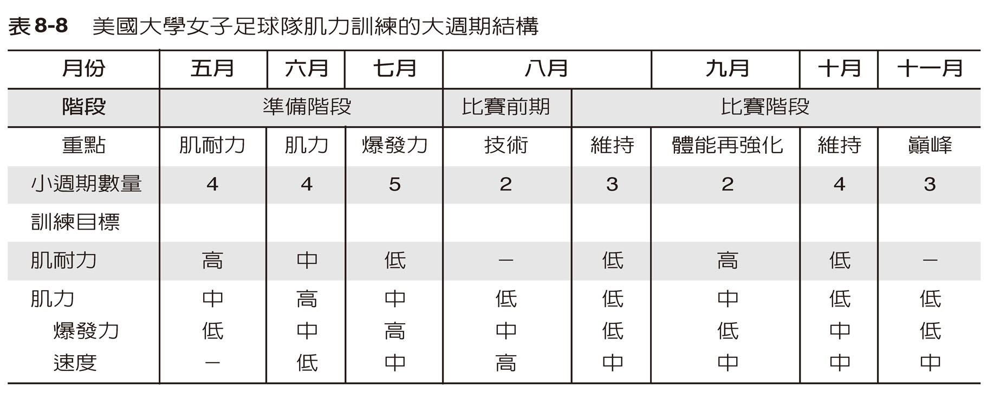 表8-8 美國大學女子足球隊肌力訓練的大週期結構
月份 五月 六月 七月 八月 九月 十月 十一月
階段 準備階段 比賽前期 比賽階段
重點 肌耐力 肌力 爆發力 技術 維持 體能再強化 維持 巔峰
小週期數量 4 4 5 2 3 2 4 3
訓練目標
肌耐力 高 中 低 – 低 高 低 –
肌力 中 高 中 低 低 中 低 低
爆發力 低 中 高 中 低 低 中 低
速度 – 低 中 高 中 中 中 中